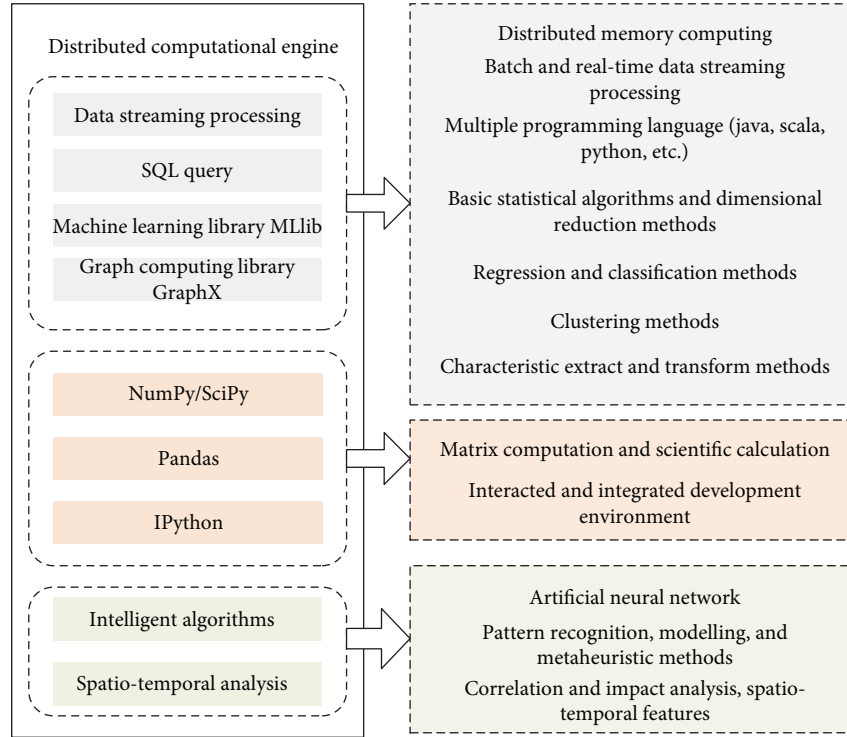 Distributed computational engine
Data streaming processing
SQL query
Machine learning library MLlib
Graph computing library
GraphX
NumPy/SciPy
Pandas
IPython
Intelligent algorithms
Spatio-temporal analysis
Distributed memory computing
Batch and real-time data streaming
processing
Multiple programming language (java, scala,
python, etc.)
Basic statistical algorithms and dimensional
reduction methods
Regression and classification methods
Clustering methods
Characteristic extract and transform methods
Matrix computation and scientific calculation
Interacted and integrated development
environment
Artificial neural network
Pattern recognition, modelling, and
metaheuristic methods
Correlation and impact analysis, spatio-
temporal features